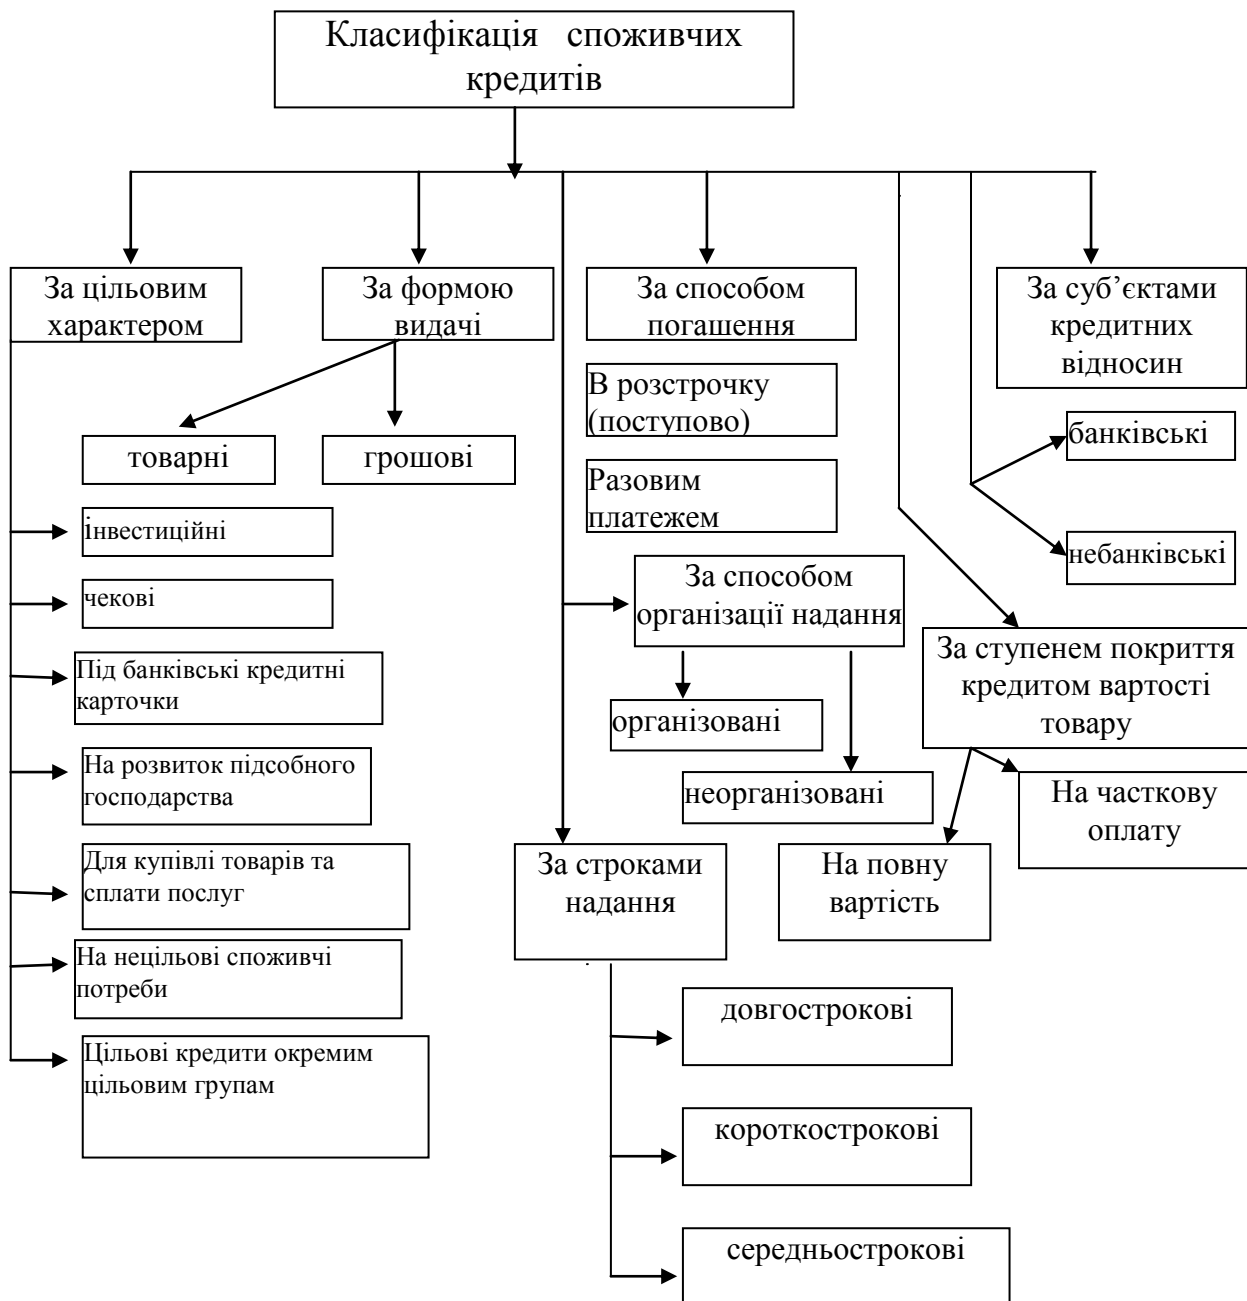 Класифікація споживчих
кредитів
За цільовим
характером
За формою
видачі
За способом
погашення
За суб’єктами
кредитних
відносин
В розстрочку
(поступово)
товарні
грошові
банківські
Разовим
платежем
інвестиційні
небанківські
чекові
За способом
організації надання
Під банківські кредитні
карточки
За ступенем покриття
кредитом вартості
товару
організовані
На розвиток підсобного
господарства
неорганізовані
На часткову
оплату
Для купівлі товарів та
сплати послуг
За строками
надання
На повну
вартість
На нецільові споживчі
потреби
довгострокові
Цільові кредити окремим
цільовим групам
короткострокові
середньострокові